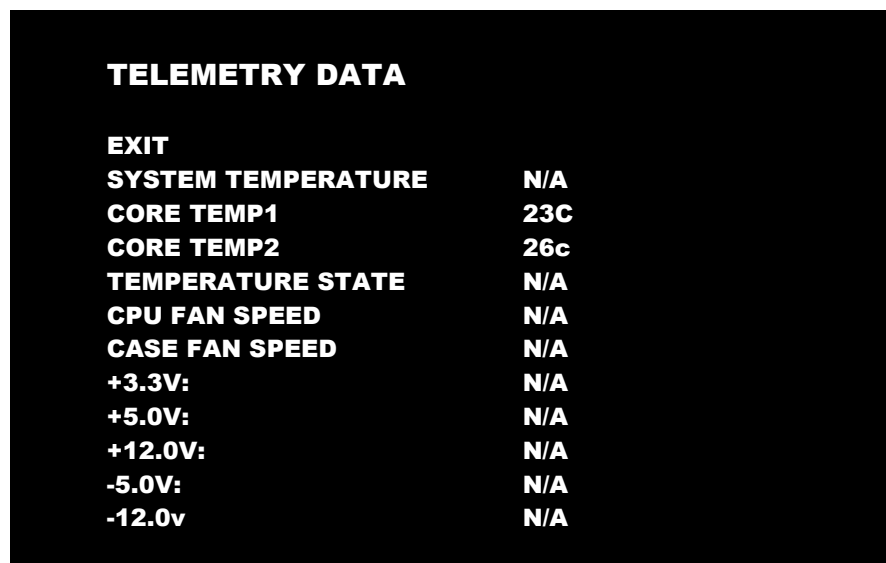 TELEMETRY DATA
EXIT
SYSTEM TEMPERATURE N/A
CORE TEMP1 23C
CORE TEMP2 26c
TEMPERATURE STATE N/A
CPU FAN SPEED N/A
CASE FAN SPEED N/A
+3.3V: N/A
+5.0V: N/A
+12.0V: N/A
-5.0V: N/A
-12.0v N/A